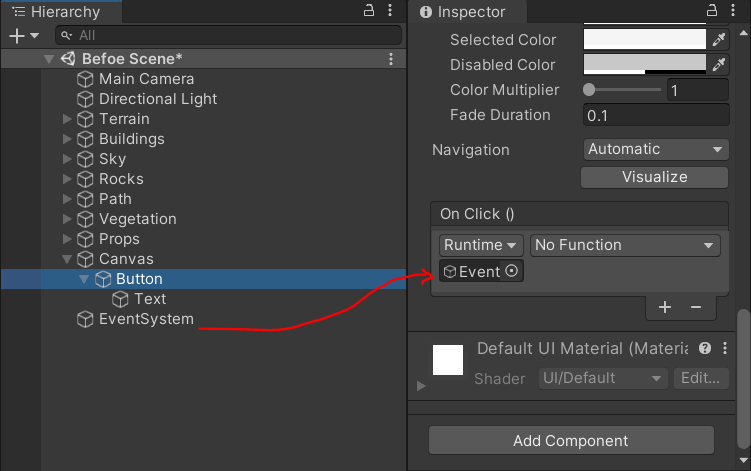 Hierarchy
All
Befoe Scene*
Main Camera
Directional Light
Terrain
Buildings
Sky
Rocks
Path
Vegetation
Props
Canvas
Button
Text
EventSystem
Inspector
Selected Color
Disabled Color
Color Multiplier 1
Fade Duration 0.1
Navigation Automatic
Visualize
On Click ()
Runtime No Function
Event
Default UI Material (Materia
Shader UI/Default Edit...
Add Component